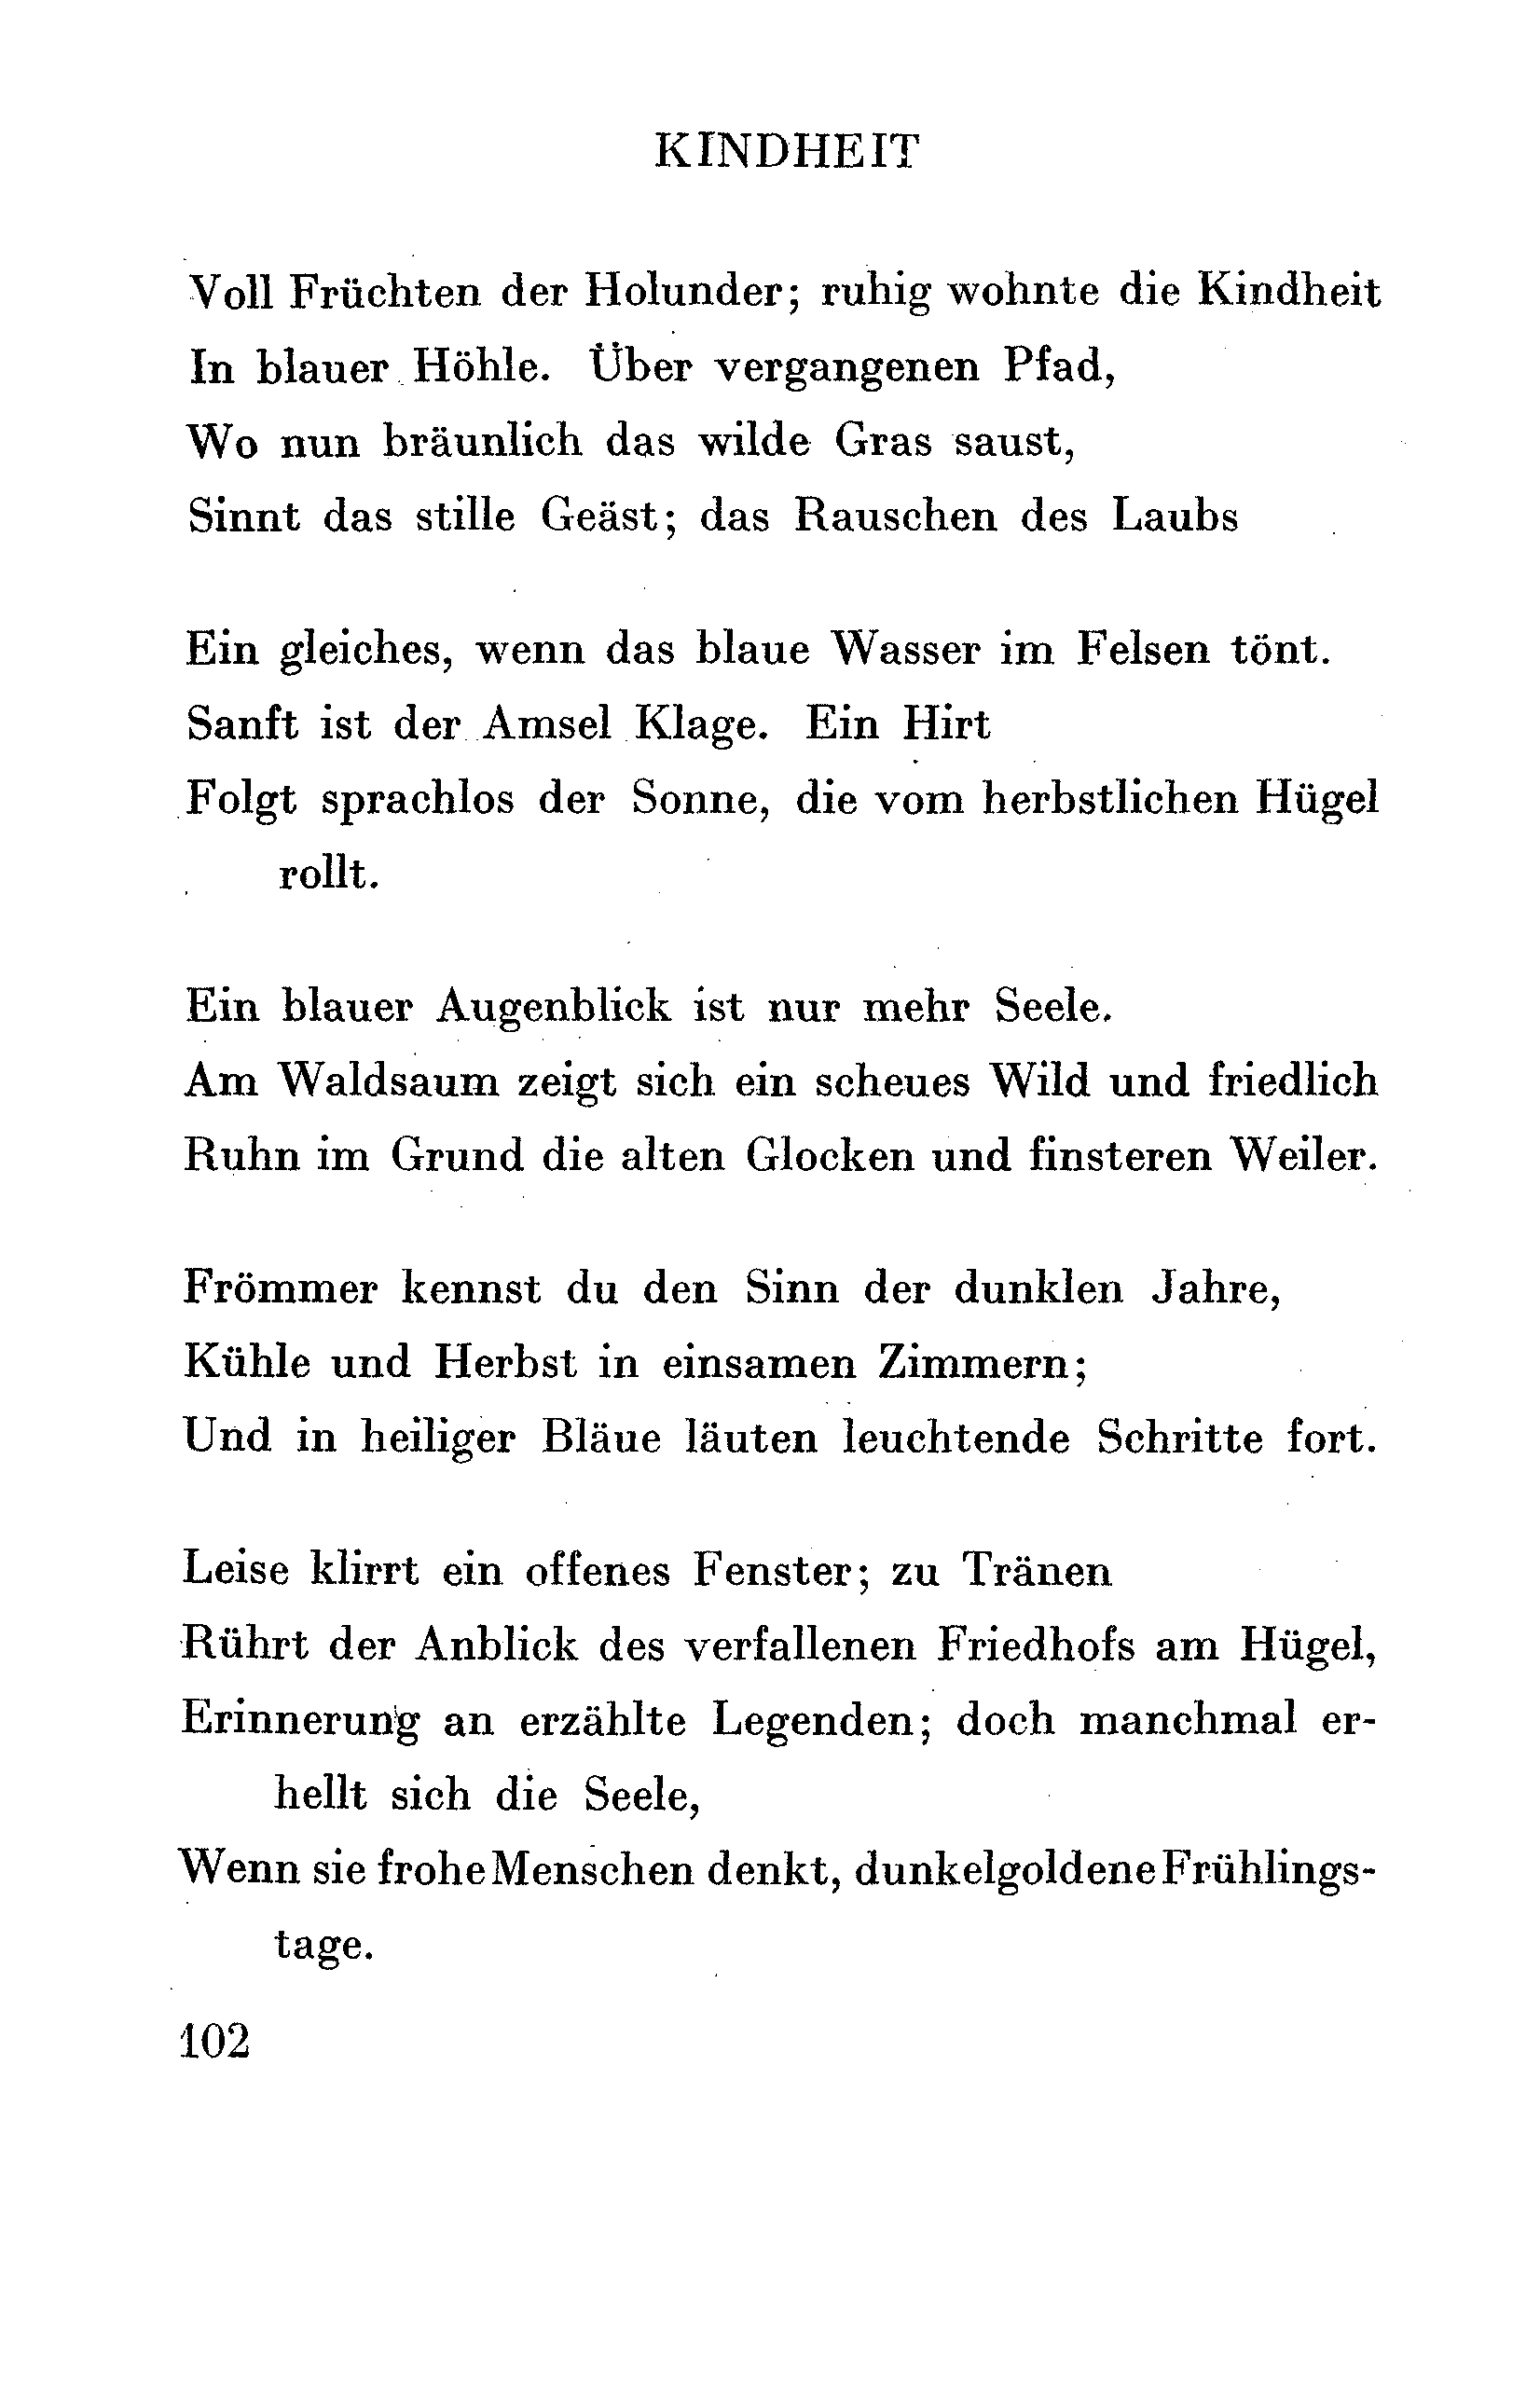 KINDHEIT
Voll Früchten der Holunder; ruhig wohnte die Kindheit
In blauer Höhle. Über vergangenen Pfad,
Wo nun bräunlich das wilde Gras saust,
Sinnt das stille Geäst; das Rauschen des Laubs
Ein gleiches, wenn das blaue Wasser im Felsen tönt.
Sanft ist der Amsel Klage. Ein Hirt
Folgt sprachlos der Sonne, die vom herbstlichen Hügel
rollt.
Ein blauer Augenblick ist nur mehr Seele.
Am Waldsaum zeigt sich ein scheues Wild und friedlich
Ruhn im Grund die alten Glocken und finsteren Weiler.
Frömmer kennst du den Sinn der dunklen Jahre,
Kühle und Herbst in einsamen Zimmern;
Und in heiliger Bläue läuten leuchtende Schritte fort.
Leise klirrt ein offenes Fenster; zu Tränen
Rührt der Anblick des verfallenen Friedhofs am Hügel,
Erinnerung an erzählte Legenden; doch manchmal er-
hellt sich die Seele,
Wenn sie frohe Menschen denkt, dunkelgoldene Frühlings-
tage.
102